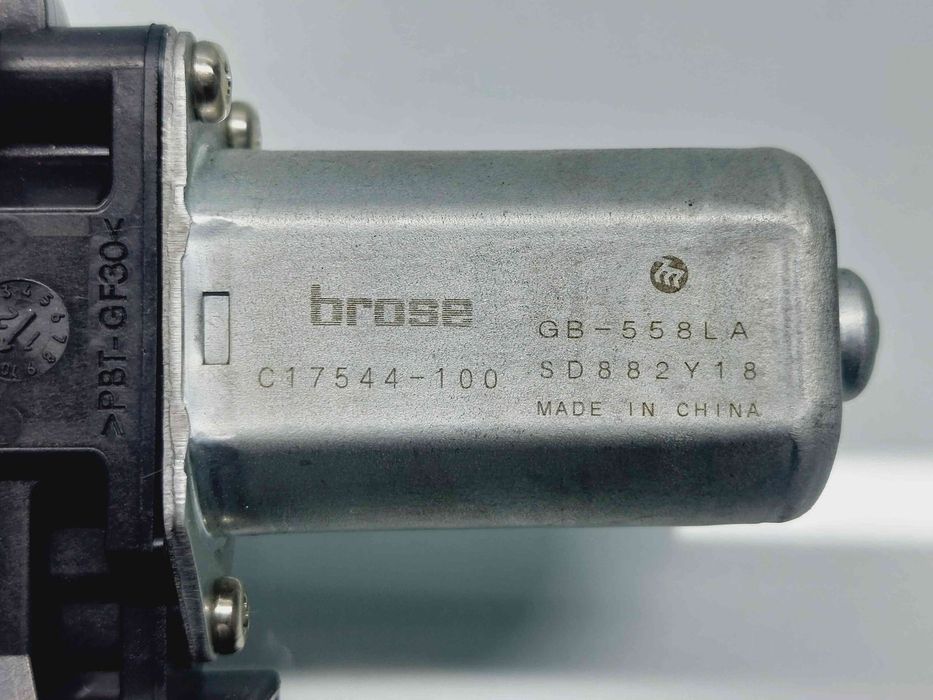 >PBT-GF30<
brose
C17544-100
GB-558LA
SD882Y18
MADE IN CHINA